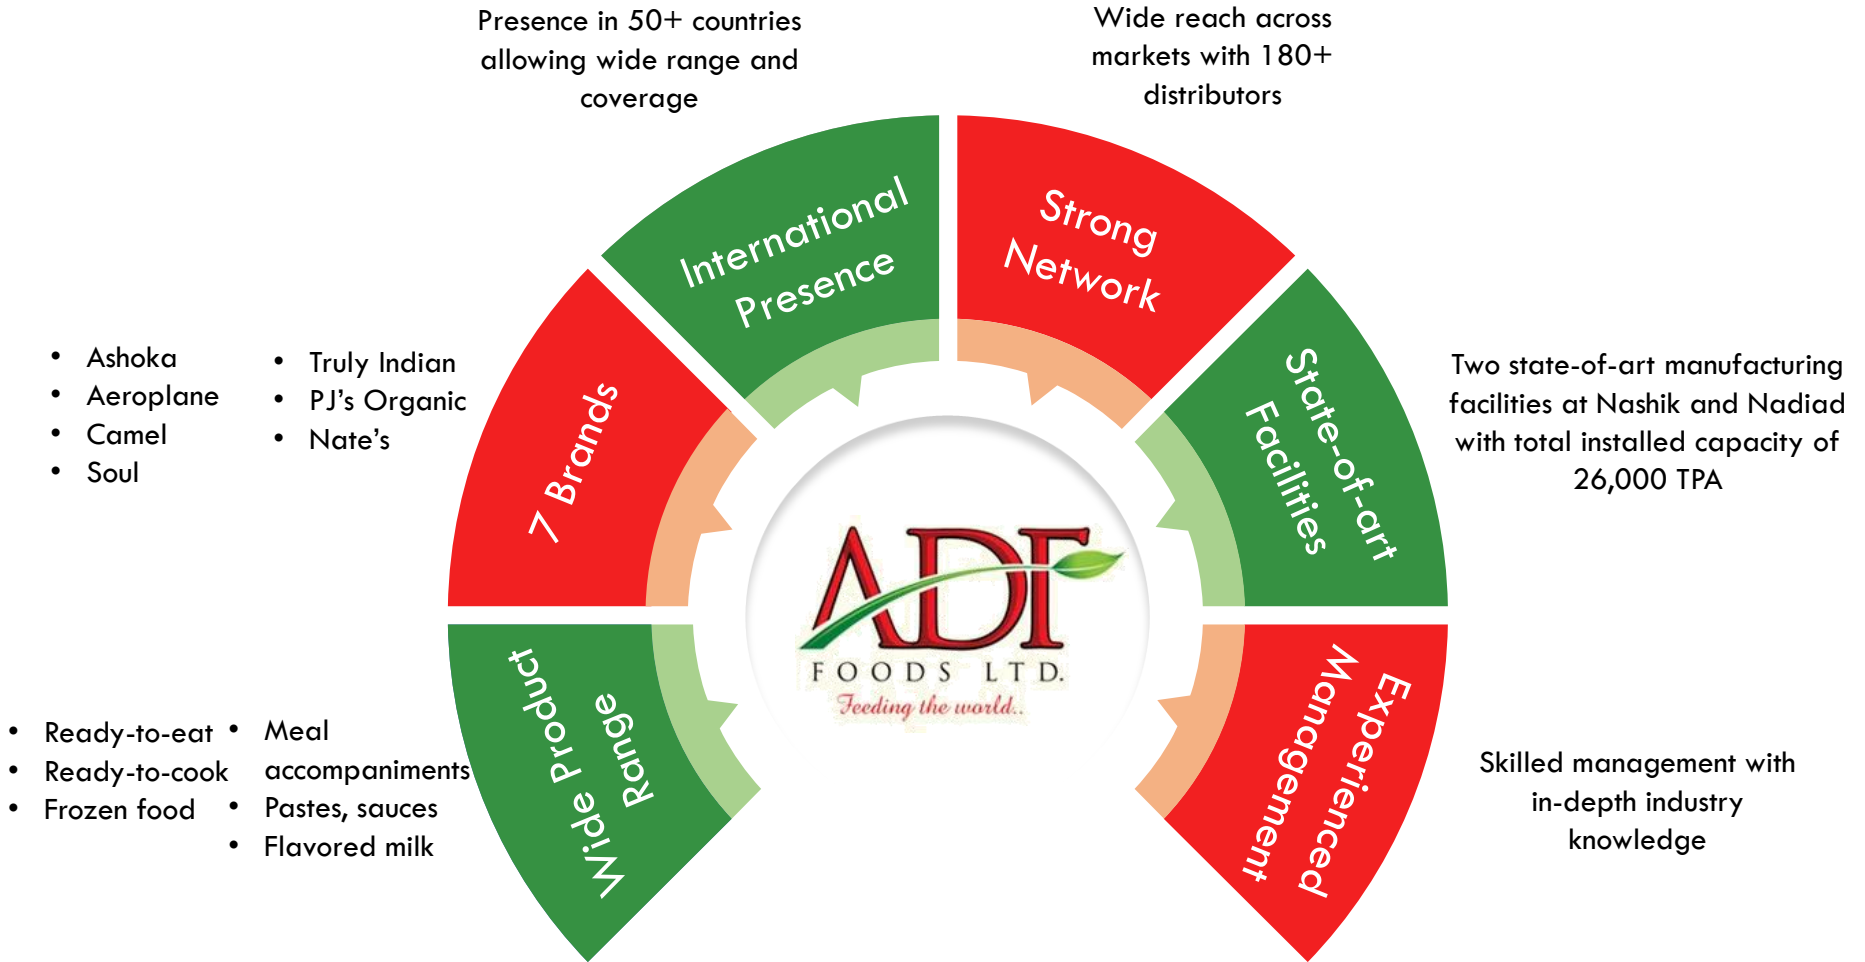 Presence in 50+ countries
allowing wide range and
coverage
Wide reach across
markets with 180+
distributors
International
Presence
Strong
Network
• Ashoka
• Aeroplane
• Camel
• Soul
• Truly Indian
• PJ’s Organic
• Nate’s
7 Brands
State-of-art
Facilities
Two state-of-art manufacturing
facilities at Nashik and Nadiad
with total installed capacity of
26,000 TPA
ADF
FOODS LTD.
Feeding the world..
• Ready-to-eat
• Ready-to-cook
• Frozen food
• Meal
accompaniments
• Pastes, sauces
• Flavored milk
Wide Product
Range
Experienced
Management
Skilled management with
in-depth industry
knowledge